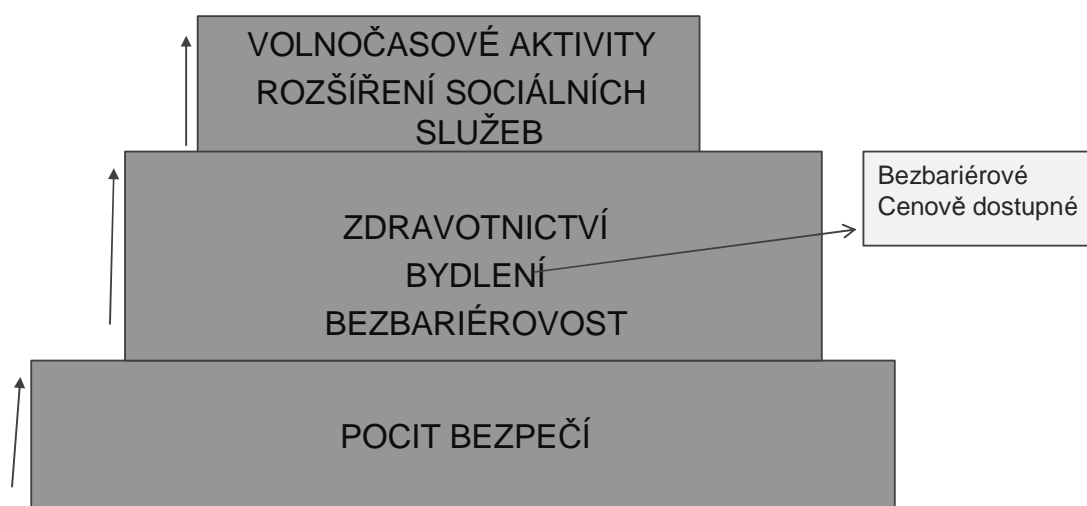 VOLNOČASOVÉ AKTIVITY
ROZŠÍŘENÍ SOCIÁLNÍCH
SLUŽEB
Bezbariérové
Cenově dostupné
ZDRAVOTNICTVÍ
BYDLENÍ
BEZBARIÉROVOST
POCIT BEZPEČÍ